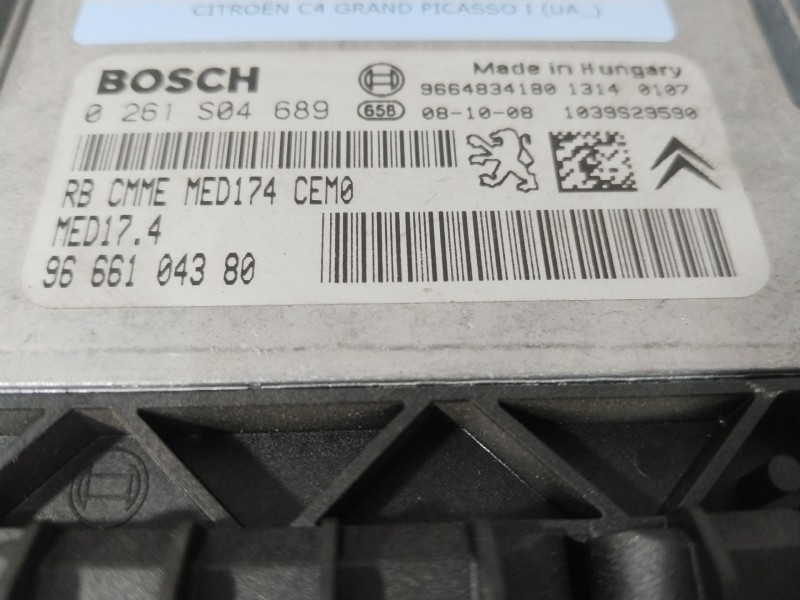 CITROEN C4 GRAND PICASSO I (UA_)
BOSCH
Made in Hungary
9664834180 1314 0107
0 261 S04 689 65B 08-10-08 1039S29590
RB CMME MED174 CEM0
MED17.4
96 661 043 80